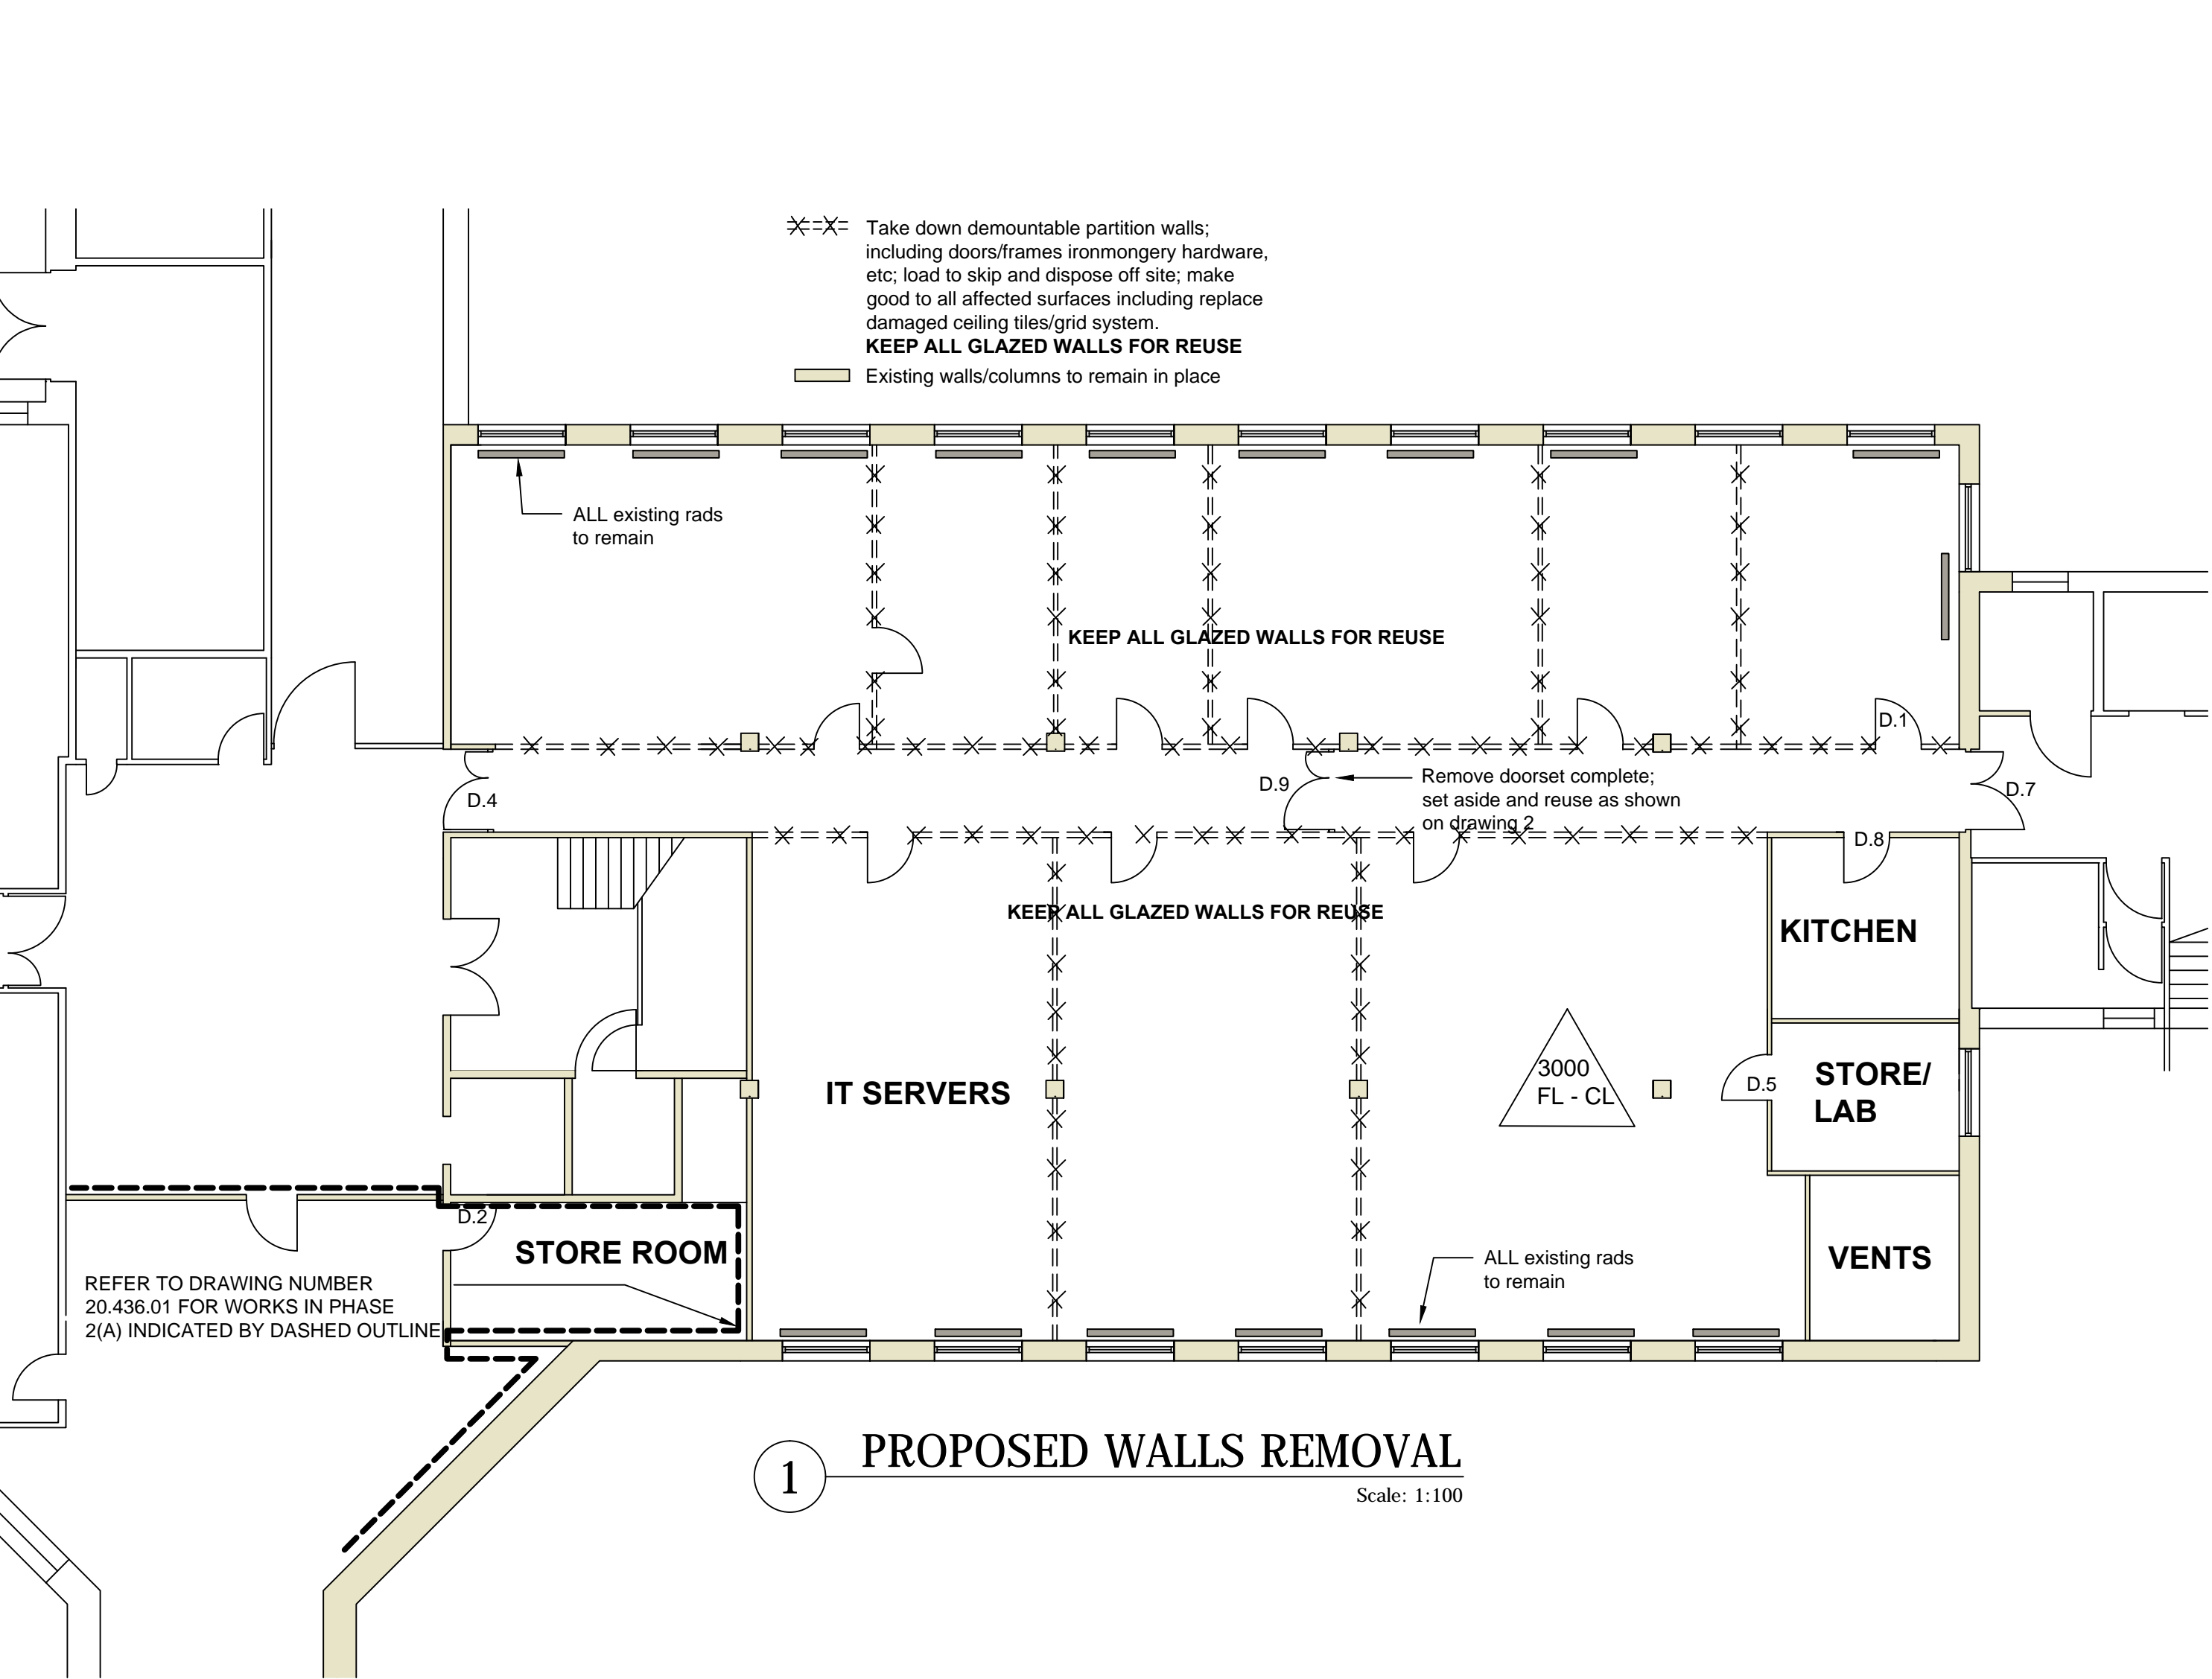 Take down demountable partition walls;
including doors/frames ironmongery hardware,
etc; load to skip and dispose off site; make
good to all affected surfaces including replace
damaged ceiling tiles/grid system.
KEEP ALL GLAZED WALLS FOR REUSE
Existing walls/columns to remain in place
ALL existing rads
to remain
KEEP ALL GLAZED WALLS FOR REUSE
D.1
D.4
D.9
Remove doorset complete;
set aside and reuse as shown
on drawing 2
D.7
D.8
KEEP ALL GLAZED WALLS FOR REUSE
KITCHEN
IT SERVERS
3000
FL - CL
D.5
STORE/
LAB
D.2
STORE ROOM
REFER TO DRAWING NUMBER
20.436.01 FOR WORKS IN PHASE
2(A) INDICATED BY DASHED OUTLINE
ALL existing rads
to remain
VENTS
1
PROPOSED WALLS REMOVAL
Scale: 1:100